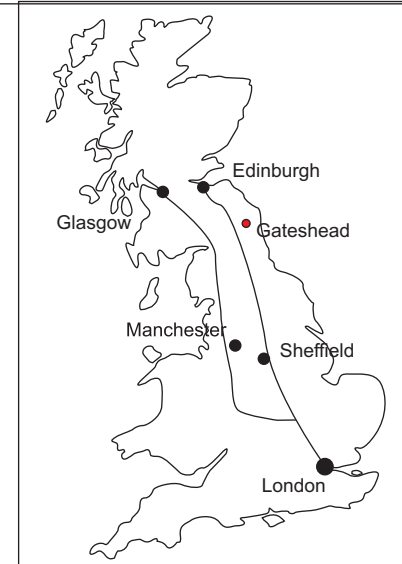 Edinburgh
Glasgow
Gateshead
Manchester
Sheffield
London